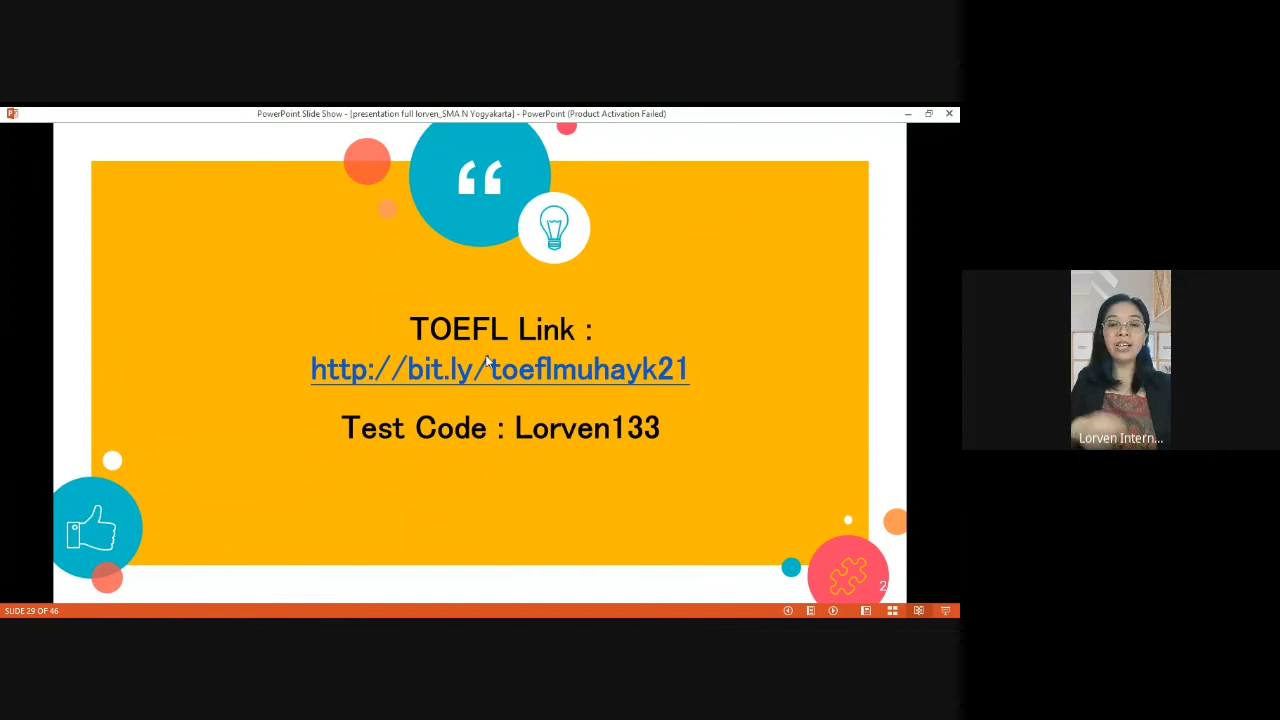 PowerPoint Slide Show - [presentation full lorven_SMA N Yogyakarta] - PowerPoint (Product Activation Failed)
“
TOEFL Link :
http://bit.ly/toeflmuhayk21
Test Code : Lorven133
Lorven Intern...
2
SLIDE 29 OF 46